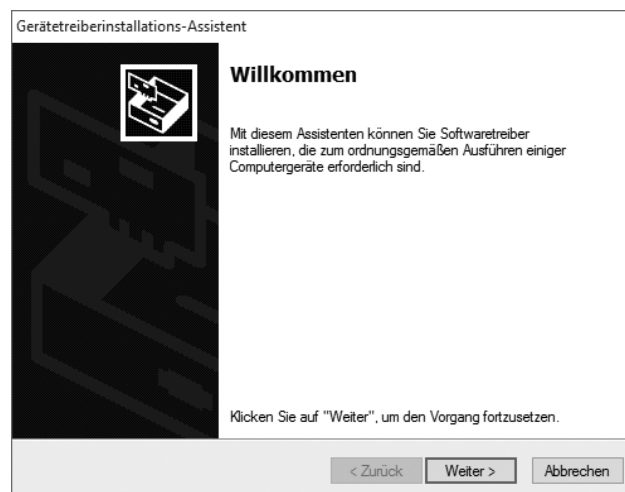 Gerätetreiberinstallations-Assistent
Willkommen
Mit diesem Assistenten können Sie Softwaretreiber
installieren, die zum ordnungsgemäßen Ausführen einiger
Computergeräte erforderlich sind.
Klicken Sie auf "Weiter", um den Vorgang fortzusetzen.
< Zurück Weiter > Abbrechen